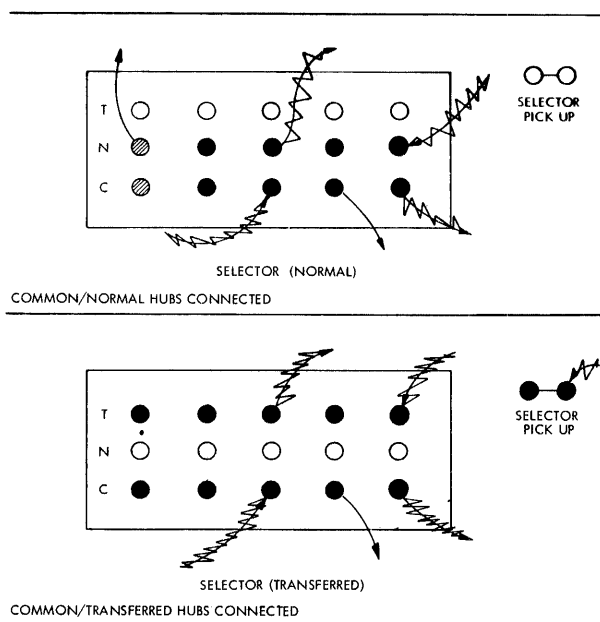 T
SELECTOR
PICK UP
N
C
SELECTOR (NORMAL)
COMMON/NORMAL HUBS CONNECTED
T
SELECTOR
PICK UP
N
C
SELECTOR (TRANSFERRED)
COMMON/TRANSFERRED HUBS CONNECTED